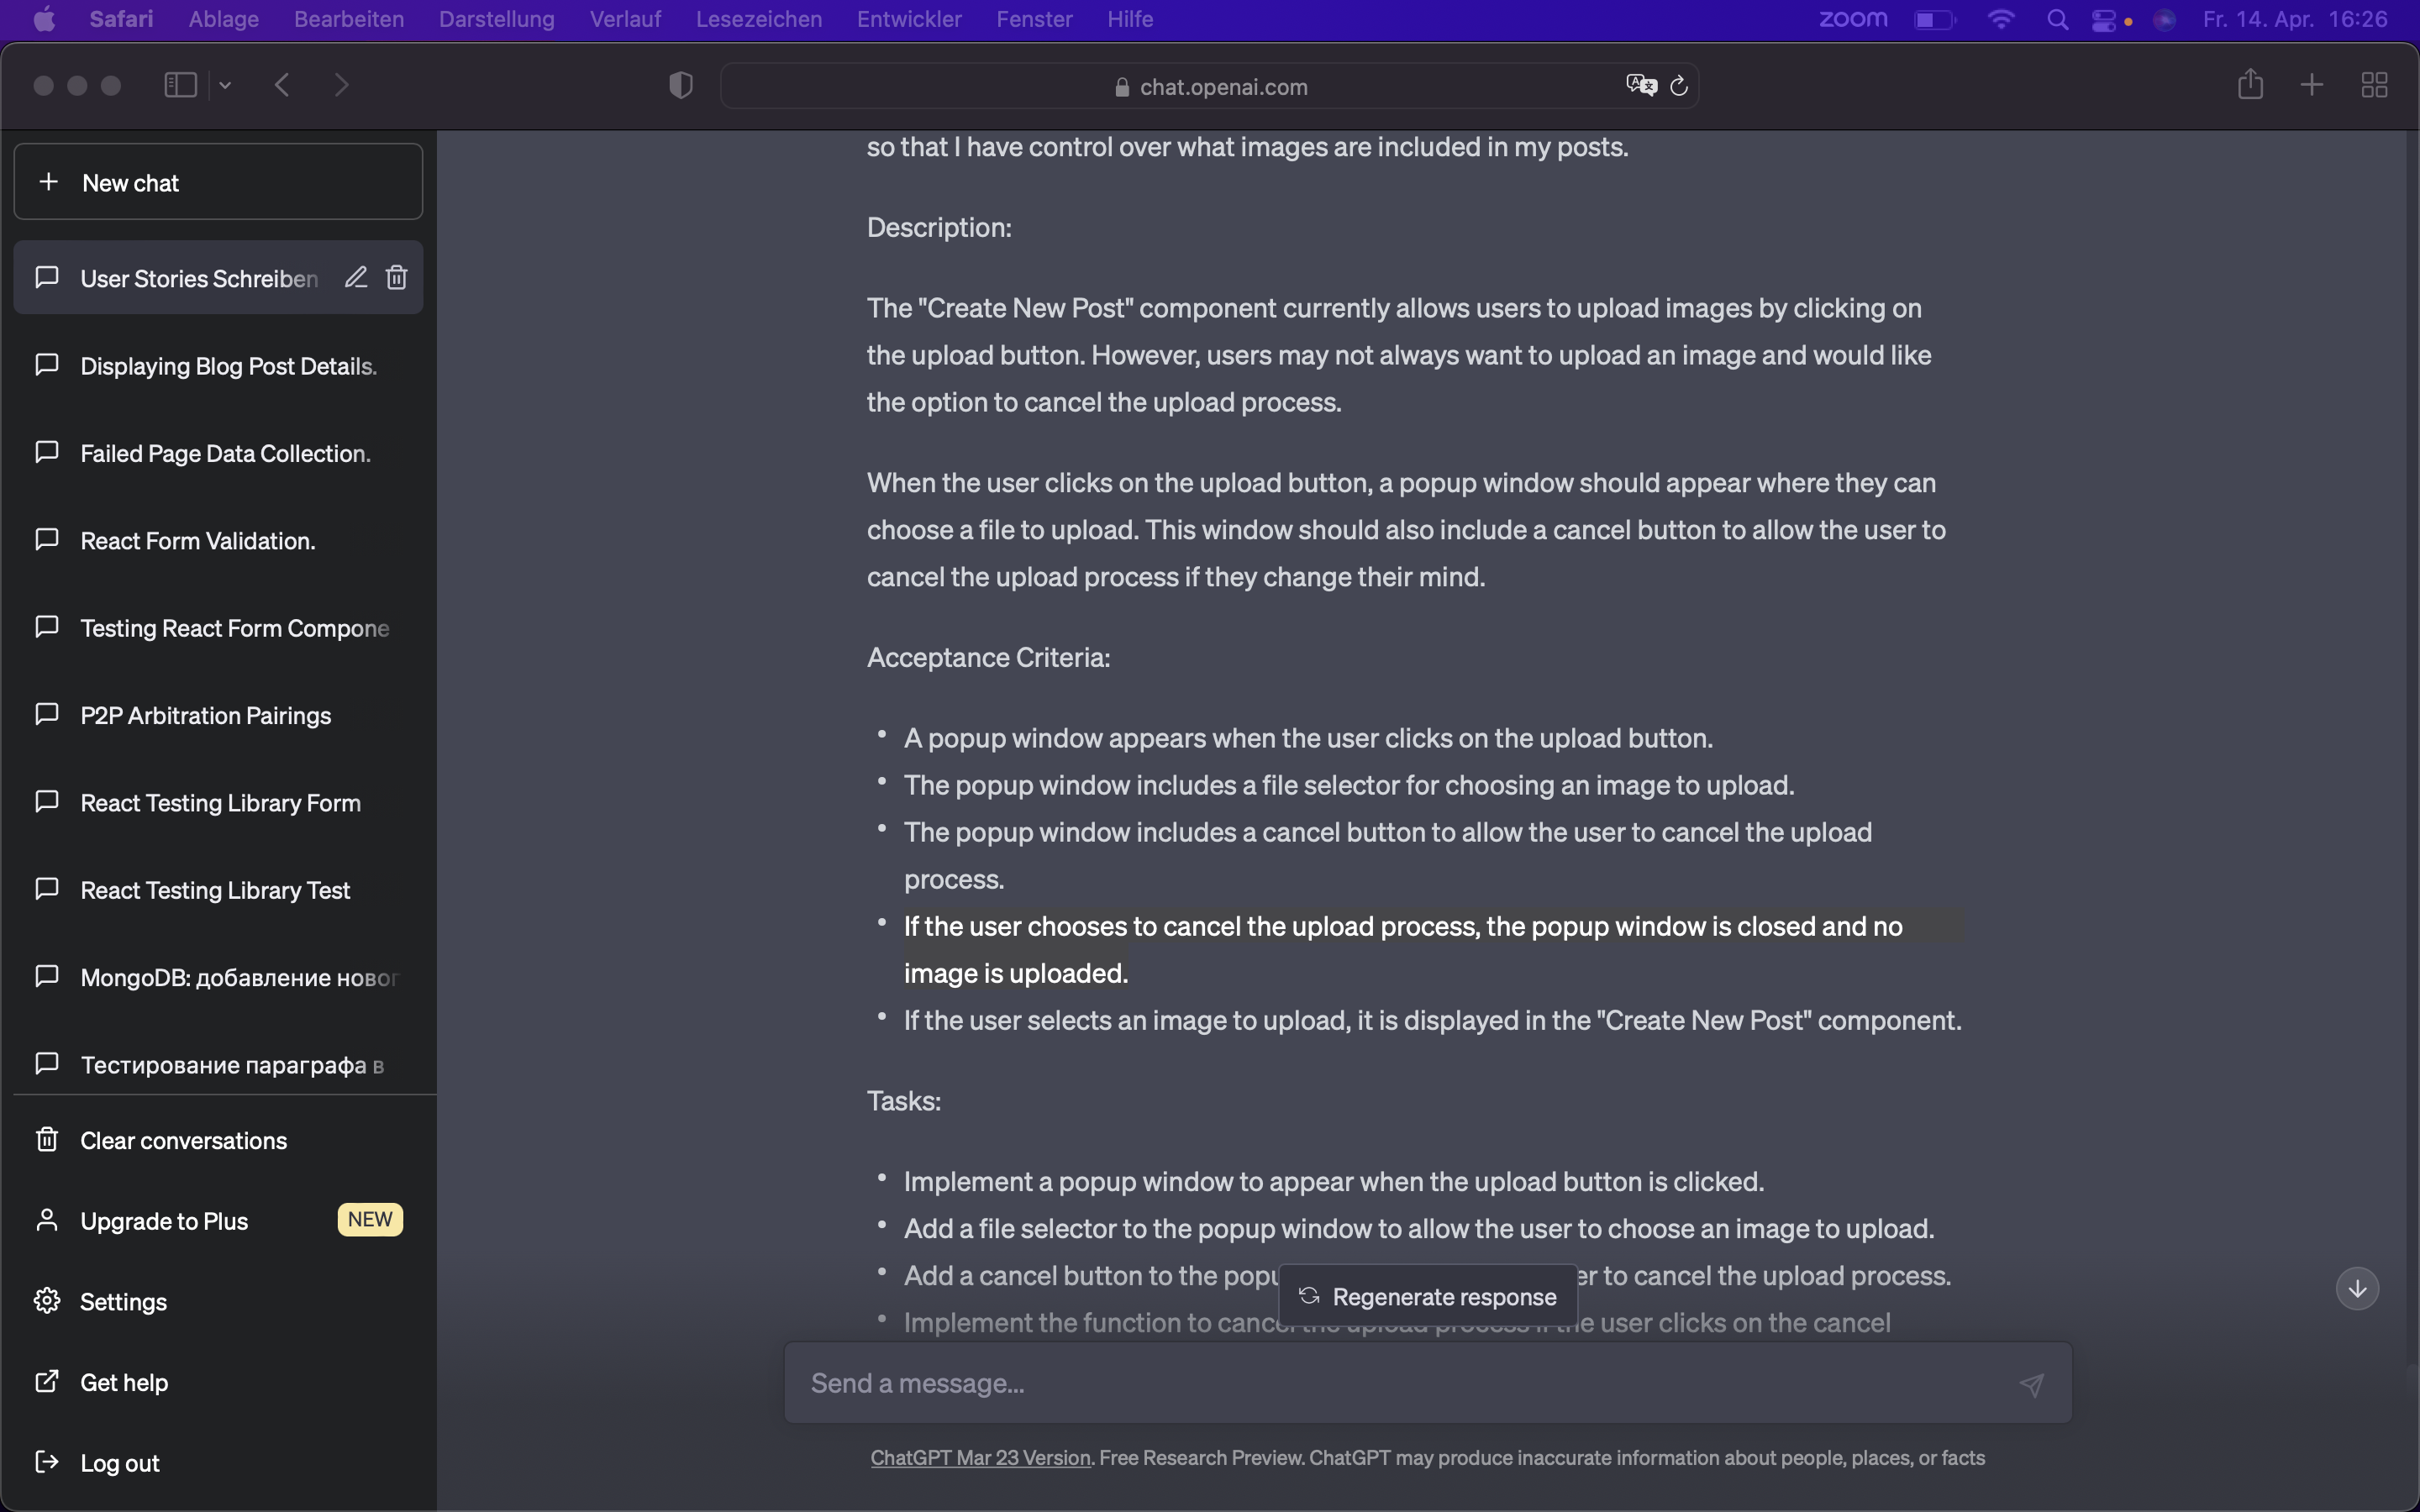 Safari Ablage Bearbeiten Darstellung Verlauf Lesezeichen Entwickler Fenster Hilfe zoom Fr. 14. Apr. 16:26
chat.openai.com
New chat
User Stories Schreiben
Displaying Blog Post Details.
Failed Page Data Collection.
React Form Validation.
Testing React Form Compone
P2P Arbitration Pairings
React Testing Library Form
React Testing Library Test
MongoDB: добавление новог
Тестирование параграфа в
Clear conversations
Upgrade to Plus NEW
Settings
Get help
Log out
so that I have control over what images are included in my posts.
Description:
The "Create New Post" component currently allows users to upload images by clicking on
the upload button. However, users may not always want to upload an image and would like
the option to cancel the upload process.
When the user clicks on the upload button, a popup window should appear where they can
choose a file to upload. This window should also include a cancel button to allow the user to
cancel the upload process if they change their mind.
Acceptance Criteria:
• A popup window appears when the user clicks on the upload button.
• The popup window includes a file selector for choosing an image to upload.
• The popup window includes a cancel button to allow the user to cancel the upload
process.
• If the user chooses to cancel the upload process, the popup window is closed and no
image is uploaded.
• If the user selects an image to upload, it is displayed in the "Create New Post" component.
Tasks:
• Implement a popup window to appear when the upload button is clicked.
• Add a file selector to the popup window to allow the user to choose an image to upload.
• Add a cancel button to the popu er to cancel the upload process.
Regenerate response
• Implement the function to cancel the upload process if the user clicks on the cancel
Send a message...
ChatGPT Mar 23 Version. Free Research Preview. ChatGPT may produce inaccurate information about people, places, or facts